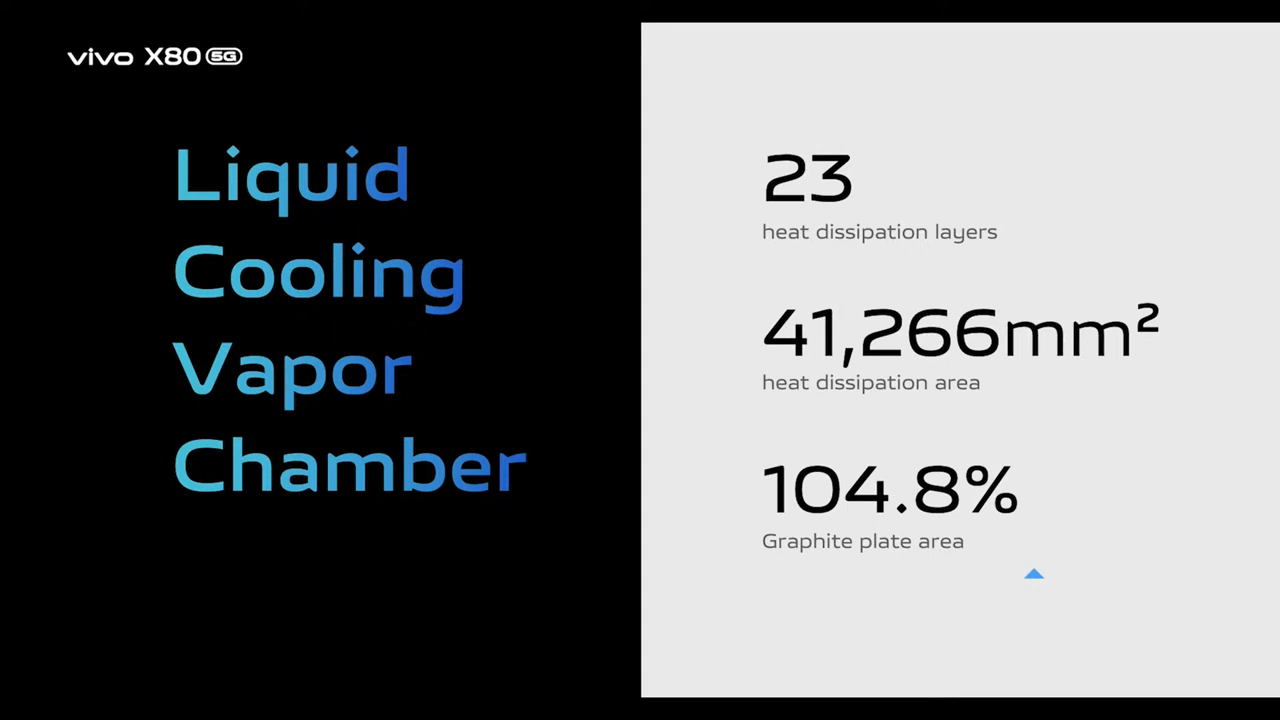 vivo X80 5G
Liquid
Cooling
Vapor
Chamber
23
heat dissipation layers
41,266mm²
heat dissipation area
104.8%
Graphite plate area